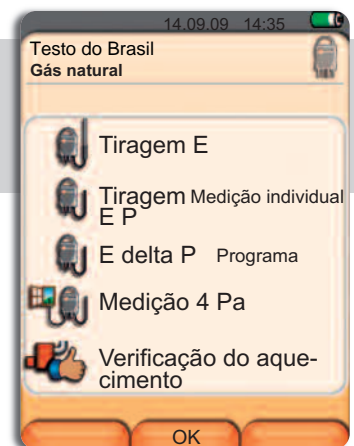 14.09.09 14:35
Testo do Brasil
Gás natural
Tiragem E
Tiragem Medição individual
E P
E delta P Programa
Medição 4 Pa
Verificação do aque-
cimento
OK